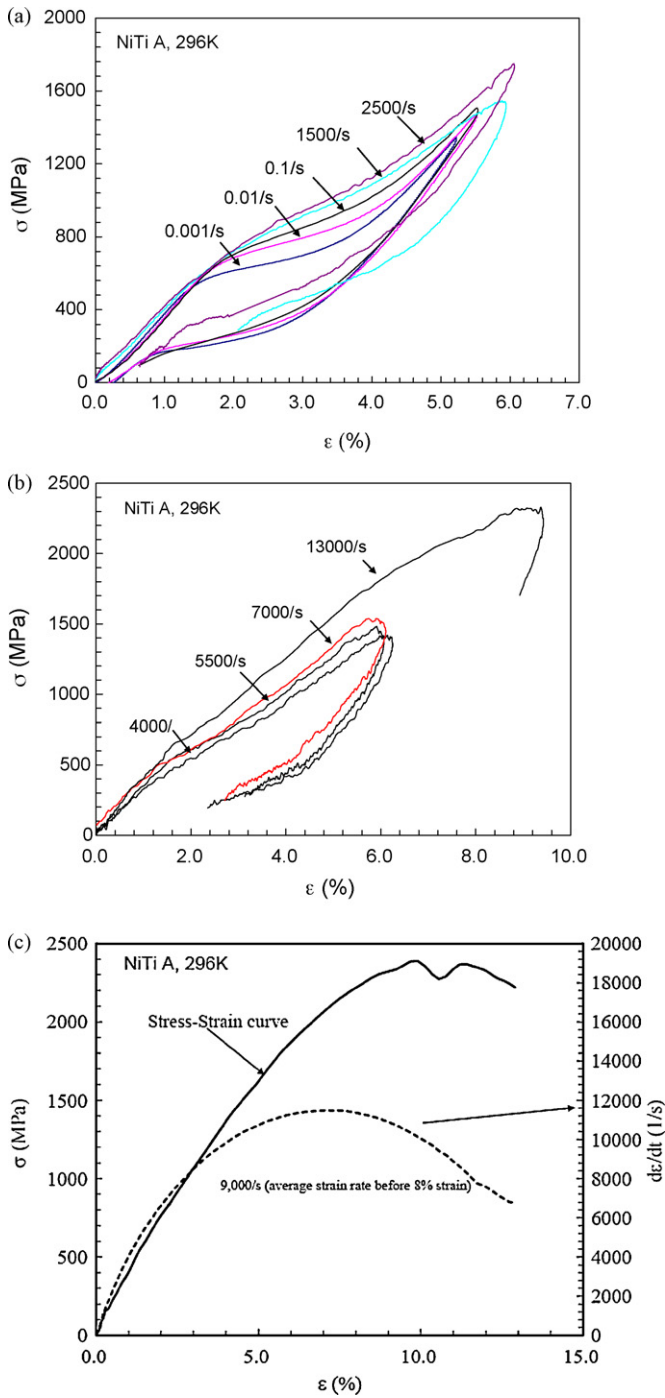 (a)
NiTi A, 296K
1800
1600
1200
800
400
0
σ (MPa)
2500/s
1500/s
0.1/s
0.01/s
0.001/s
0.0 1.0 2.0 3.0 4.0 5.0 6.0 7.0
ε (%)
(b)
NiTi A, 296K
2500
2000
1500
1000
500
0
σ (MPa)
13000/s
7000/s
5500/s
4000/
0.0 2.0 4.0 6.0 8.0 10.0
ε (%)
(c)
NiTi A, 296K
2500
2000
1500
1000
500
0
σ (MPa)
Stress-Strain curve
9,000/s (average strain rate before 8% strain)
20000
18000
16000
14000
12000
10000
8000
6000
4000
2000
0
dε/dt (1/s)
0.0 5.0 10.0 15.0
ε (%)